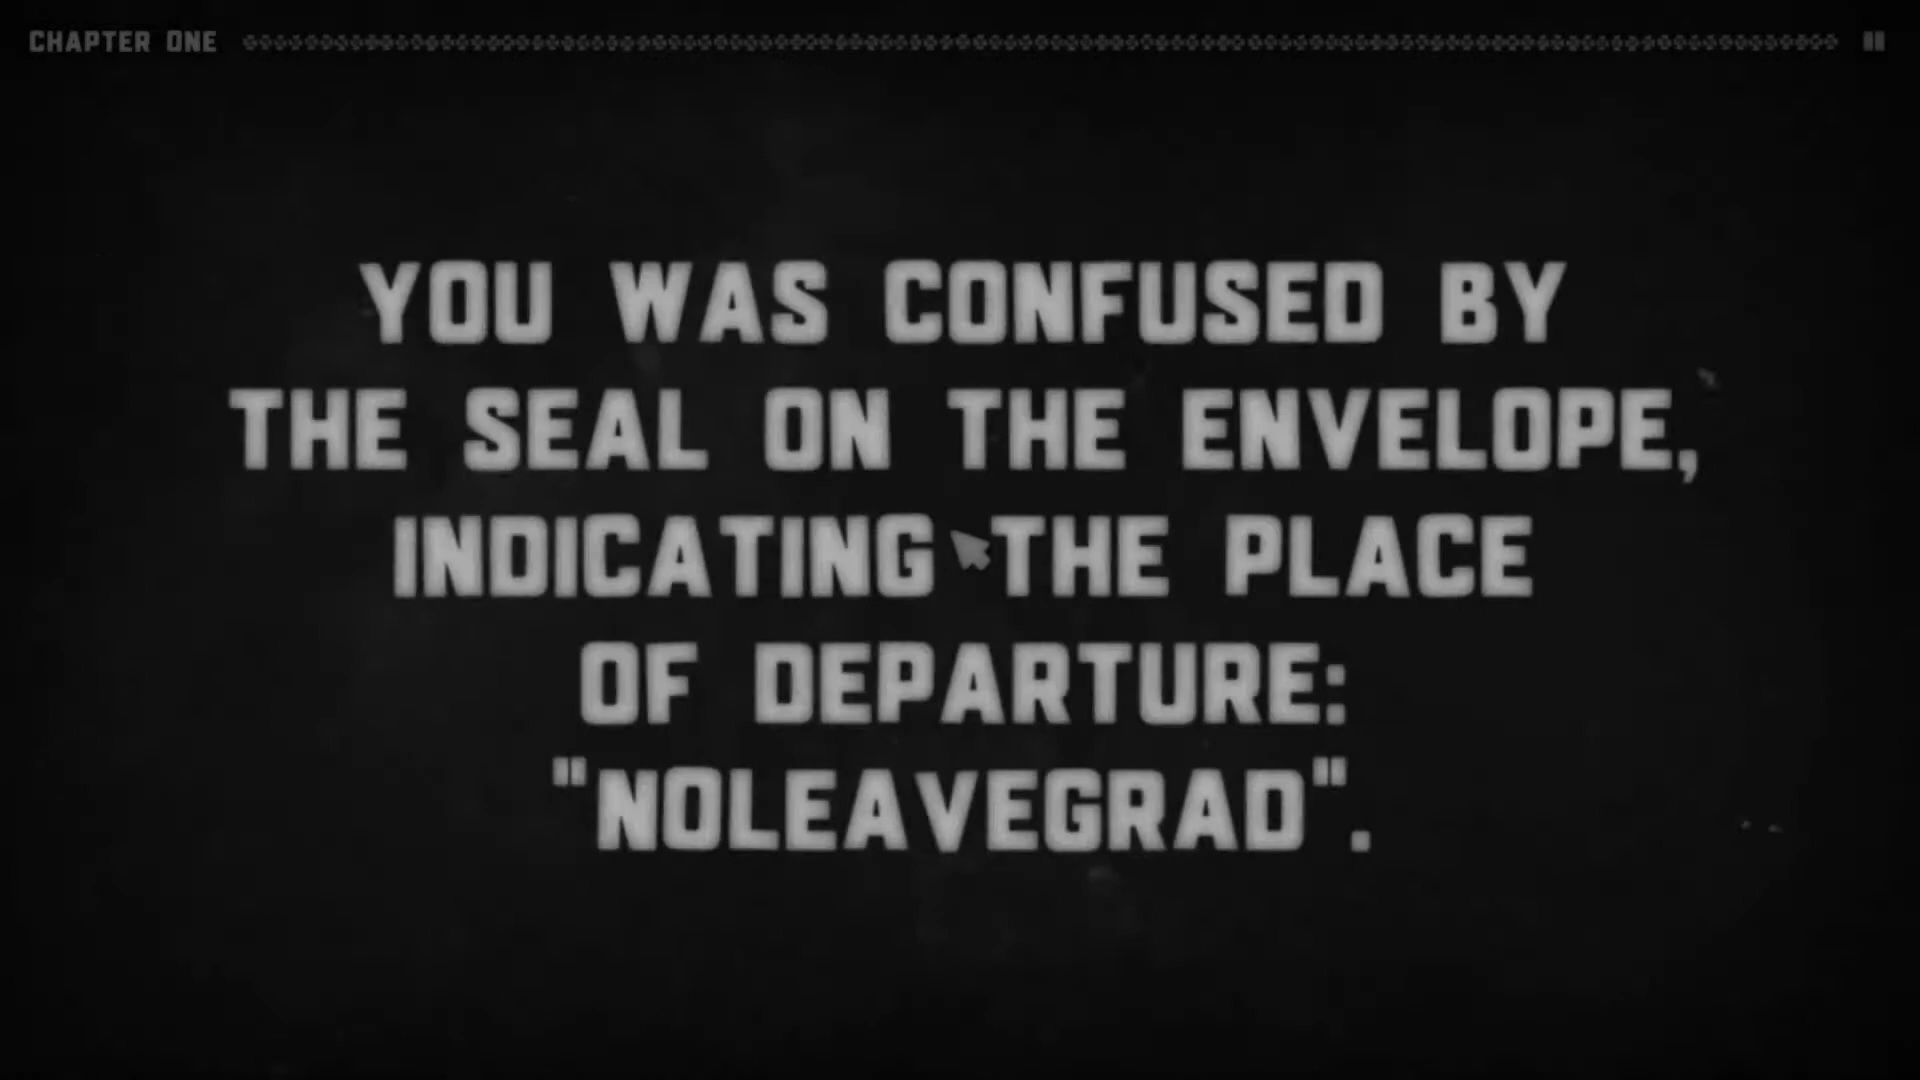 CHAPTER ONE
YOU WAS CONFUSED BY
THE SEAL ON THE ENVELOPE,
INDICATING THE PLACE
OF DEPARTURE:
"NOLEAVEGRAD".